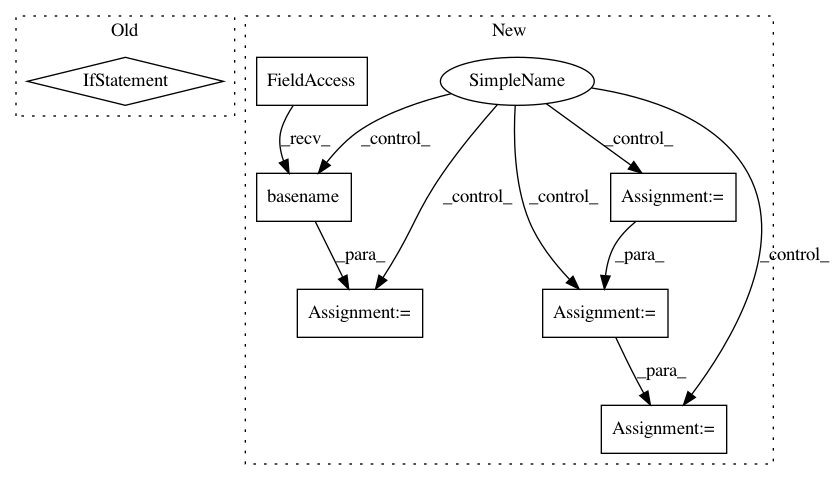 Old
New
IfStatement
FieldAccess
SimpleName
_recv_
_control_
_control_
basename
_control_
_control_
Assignment:=
_para_
_para_
_control_
Assignment:=
Assignment:=
_para_
Assignment:=